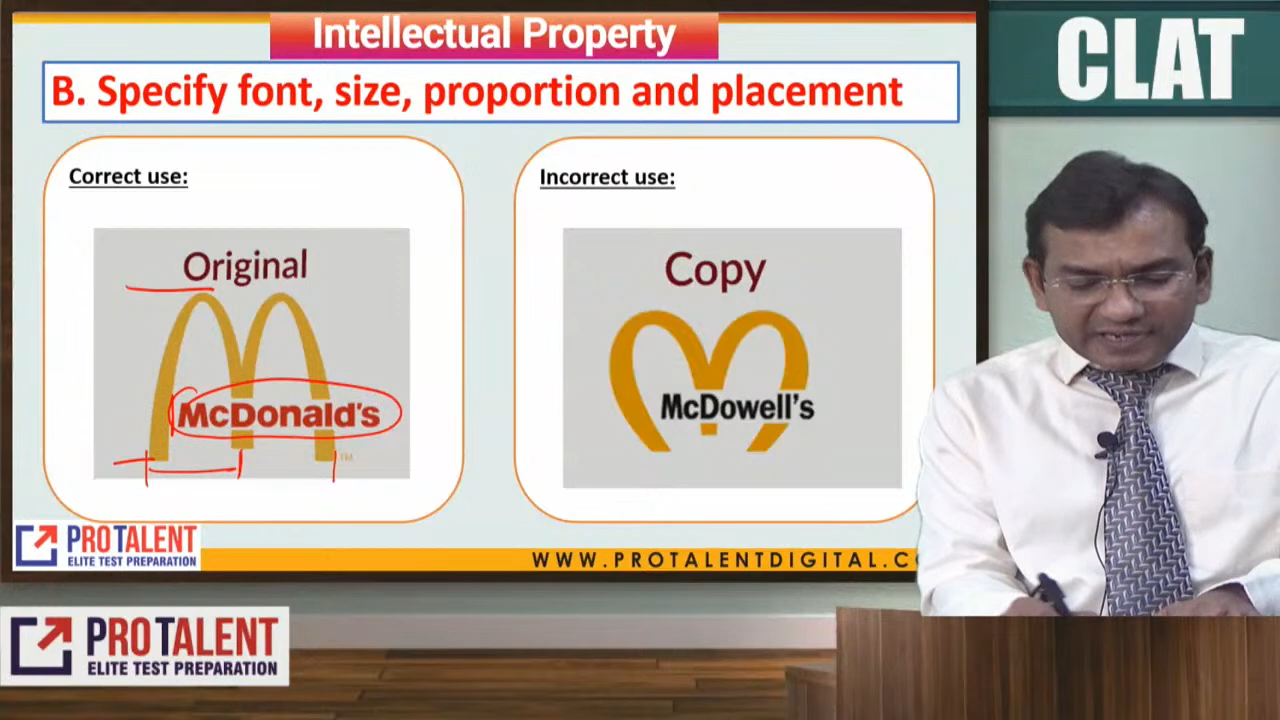 Intellectual Property
CLAT
B. Specify font, size, proportion and placement
Correct use:
Original
McDonald's
TM
Incorrect use:
Copy
McDowell's
PROTALENT
ELITE TEST PREPARATION
WWW.PROTALENTDIGITAL.C
PROTALENT
ELITE TEST PREPARATION